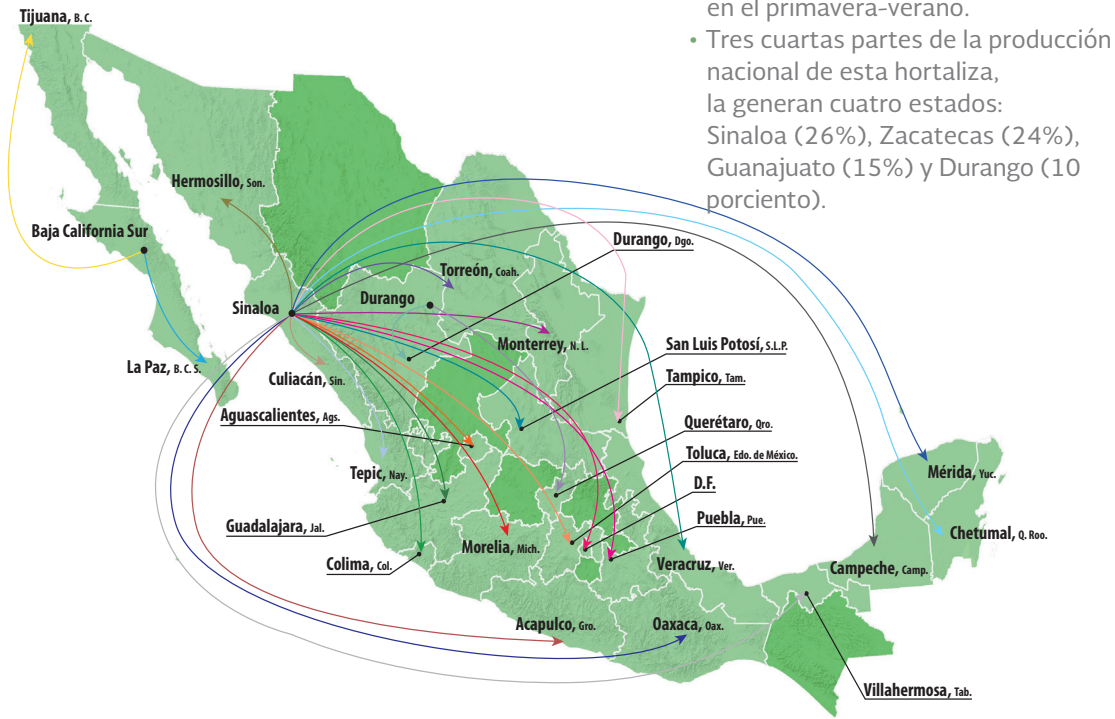 en el primavera-verano.
• Tres cuartas partes de la producción
nacional de esta hortaliza,
la generan cuatro estados:
Sinaloa (26%), Zacatecas (24%),
Guanajuato (15%) y Durango (10
porciento).
Tijuana, B. C.
Hermosillo, Son.
Baja California Sur
Durango, Dgo.
Torreón, Coah.
Sinaloa
Durango
Monterrey, N. L.
San Luis Potosí, S.L.P.
La Paz, B. C. S.
Culiacán, Sin.
Tampico, Tam.
Aguascalientes, Ags.
Querétaro, Qro.
Toluca, Edo. de México.
Tepic, Nay.
Mérida, Yuc.
D.F.
Guadalajara, Jal.
Puebla, Pue.
Chetumal, Q. Roo.
Morelia, Mich.
Colima, Col.
Veracruz, Ver.
Campeche, Camp.
Acapulco, Gro.
Oaxaca, Oax.
Villahermosa, Tab.